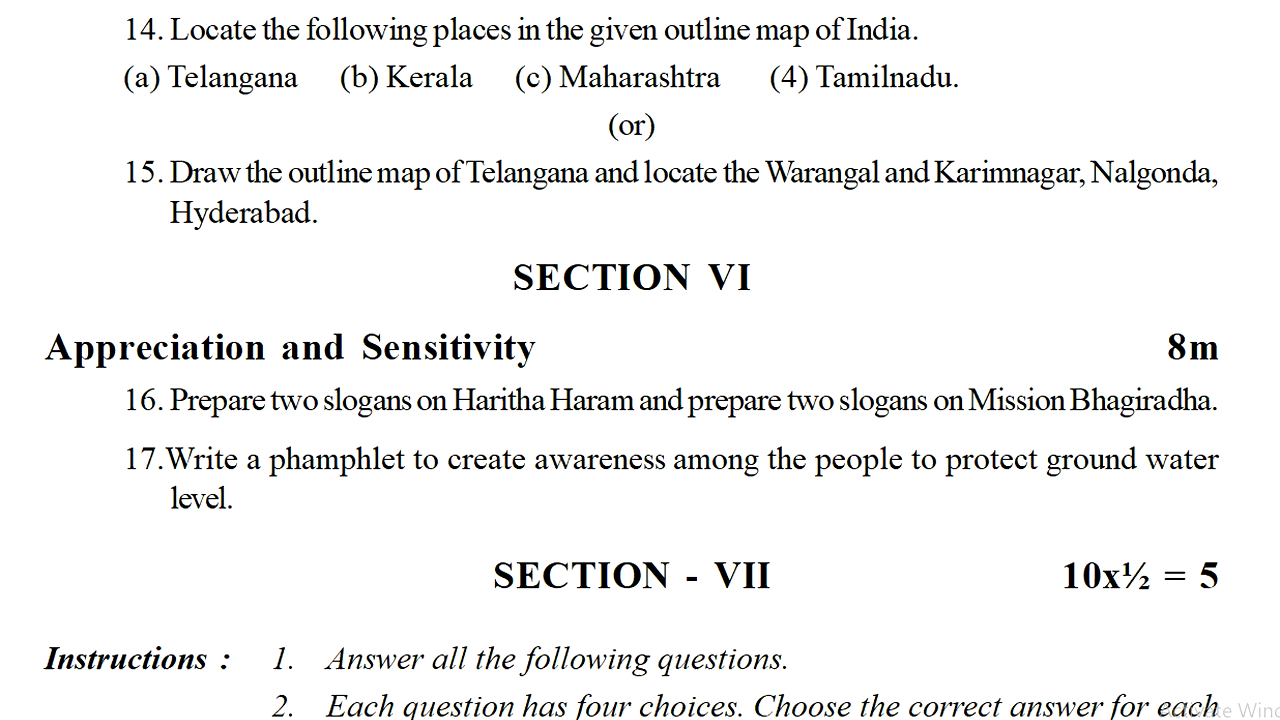 14. Locate the following places in the given outline map of India.
(a) Telangana (b) Kerala (c) Maharashtra (4) Tamilnadu.
(or)
15. Draw the outline map of Telangana and locate the Warangal and Karimnagar, Nalgonda,
Hyderabad.
SECTION VI
Appreciation and Sensitivity 8m
16. Prepare two slogans on Haritha Haram and prepare two slogans on Mission Bhagiradha.
17.Write a phamphlet to create awareness among the people to protect ground water
level.
SECTION - VII 10x½ = 5
Instructions : 1. Answer all the following questions.
2. Each question has four choices. Choose the correct answer for each